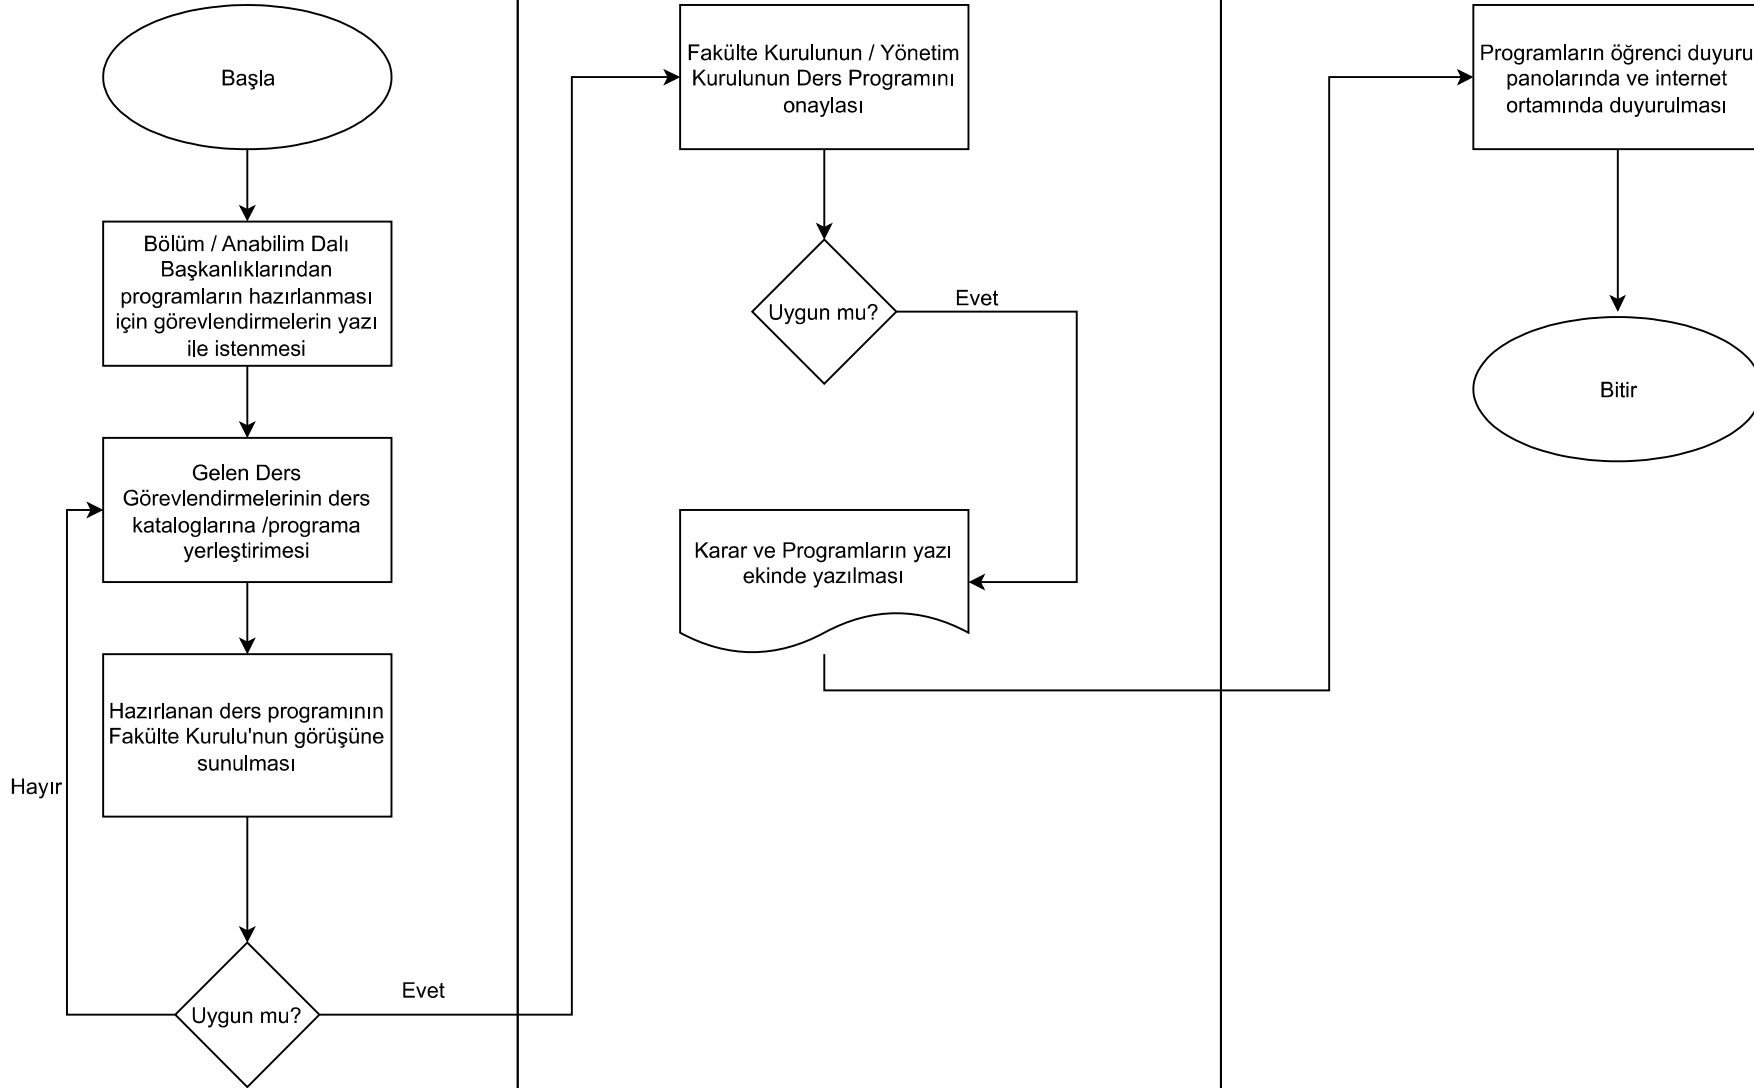 Başla
Bölüm / Anabilim Dalı
Başkanlıklarından
programların hazırlanması
için görevlendirmelerin yazı
ile istenmesi
Gelen Ders
Görevlendirmelerinin ders
kataloglarına /programa
yerleştirimesi
Hazırlanan ders programının
Fakülte Kurulu'nun görüşüne
sunulması
Hayır
Uygun mu?
Evet
Fakülte Kurulunun / Yönetim
Kurulunun Ders Programını
onaylası
Uygun mu?
Evet
Karar ve Programların yazı
ekinde yazılması
Programların öğrenci duyuru
panolarında ve internet
ortamında duyurulması
Bitir